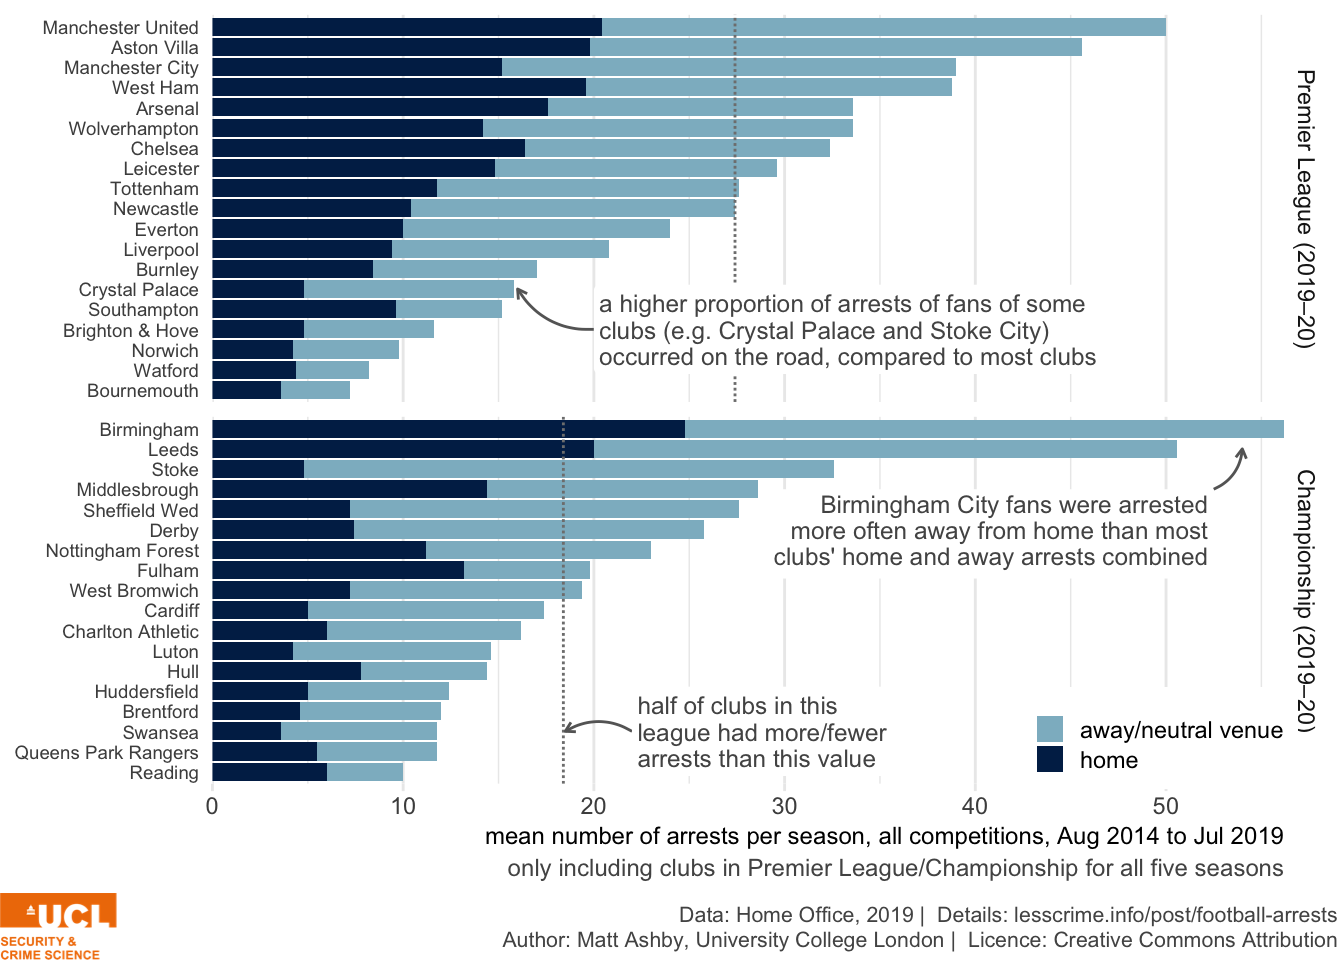 Manchester United
Aston Villa
Manchester City
West Ham
Arsenal
Wolverhampton
Chelsea
Leicester
Tottenham
Newcastle
Everton
Liverpool
Burnley
Crystal Palace
Southampton
Brighton & Hove
Norwich
Watford
Bournemouth
a higher proportion of arrests of fans of some
clubs (e.g. Crystal Palace and Stoke City)
occurred on the road, compared to most clubs
Premier League (2019–20)
Birmingham
Leeds
Stoke
Middlesbrough
Sheffield Wed
Derby
Nottingham Forest
Fulham
West Bromwich
Cardiff
Charlton Athletic
Luton
Hull
Huddersfield
Brentford
Swansea
Queens Park Rangers
Reading
Birmingham City fans were arrested
more often away from home than most
clubs' home and away arrests combined
half of clubs in this
league had more/fewer
arrests than this value
away/neutral venue
home
Championship (2019–20)
0 10 20 30 40 50
mean number of arrests per season, all competitions, Aug 2014 to Jul 2019
only including clubs in Premier League/Championship for all five seasons
UCL
SECURITY &
CRIME SCIENCE
Data: Home Office, 2019 | Details: lesscrime.info/post/football-arrests
Author: Matt Ashby, University College London | Licence: Creative Commons Attribution